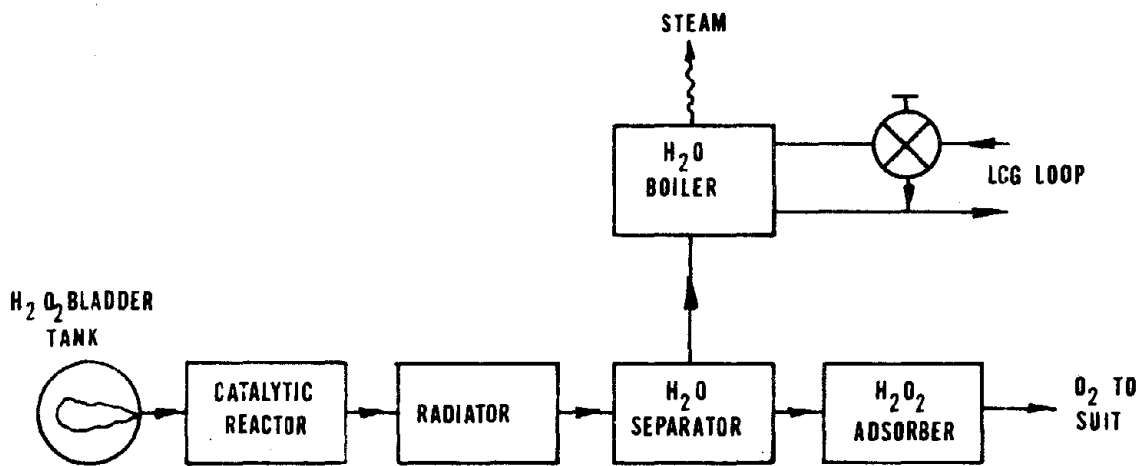 STEAM
H₂O
BOILER
LCG LOOP
H₂O₂ BLADDER
TANK
CATALYTIC
REACTOR
RADIATOR
H₂O
SEPARATOR
H₂O₂
ADSORBER
O₂ TO
SUIT